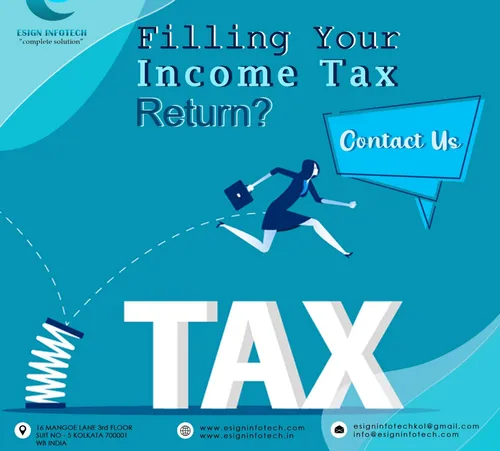 ESIGN INFOTECH
"complete solution"
Filling Your
Income Tax
Return?
Contact Us
TAX
16 MANGOE LANE 3rd FLOOR
SUIT NO - 5 KOLKATA 700001
WB INDIA
www.esigninfotech.com
www.esigninfotech.in
esigninfotechkol@gmail.com
info@esigninfotech.com